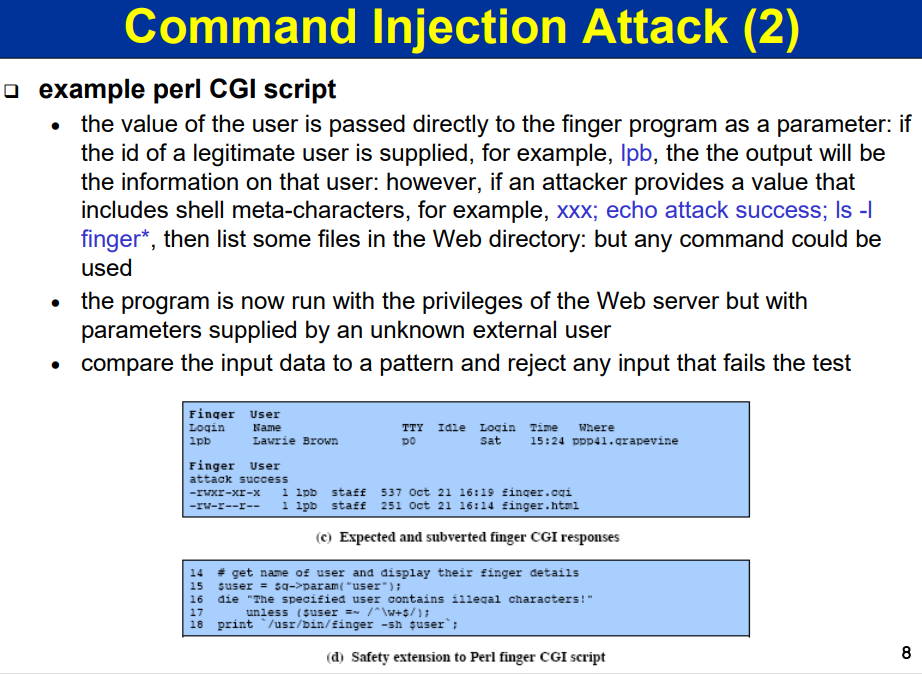 Command Injection Attack (2)
example perl CGI script
the value of the user is passed directly to the finger program as a parameter: if
the id of a legitimate user is supplied, for example, lpb, the the output will be
the information on that user: however, if an attacker provides a value that
includes shell meta-characters, for example, xxx; echo attack success; ls -l
finger*, then list some files in the Web directory: but any command could be
used
the program is now run with the privileges of the Web server but with
parameters supplied by an unknown external user
compare the input data to a pattern and reject any input that fails the test
Finger User
Login Name TTY Idle Login Time Where
lpb Lawrie Brown p0 Sat 15:24 ppp41.grapevine
Finger User
attack success
-rwxr-xr-x 1 lpb staff 537 Oct 21 16:19 finger.cgi
-rw-r--r-- 1 lpb staff 251 Oct 21 16:14 finger.html
(c) Expected and subverted finger CGI responses
14 # get name of user and display their finger details
15 $user = $q->param("user");
16 die "The specified user contains illegal characters!"
17 unless ($user =~ /^\w+$/);
18 print `/usr/bin/finger -sh $user`;
(d) Safety extension to Perl finger CGI script
8